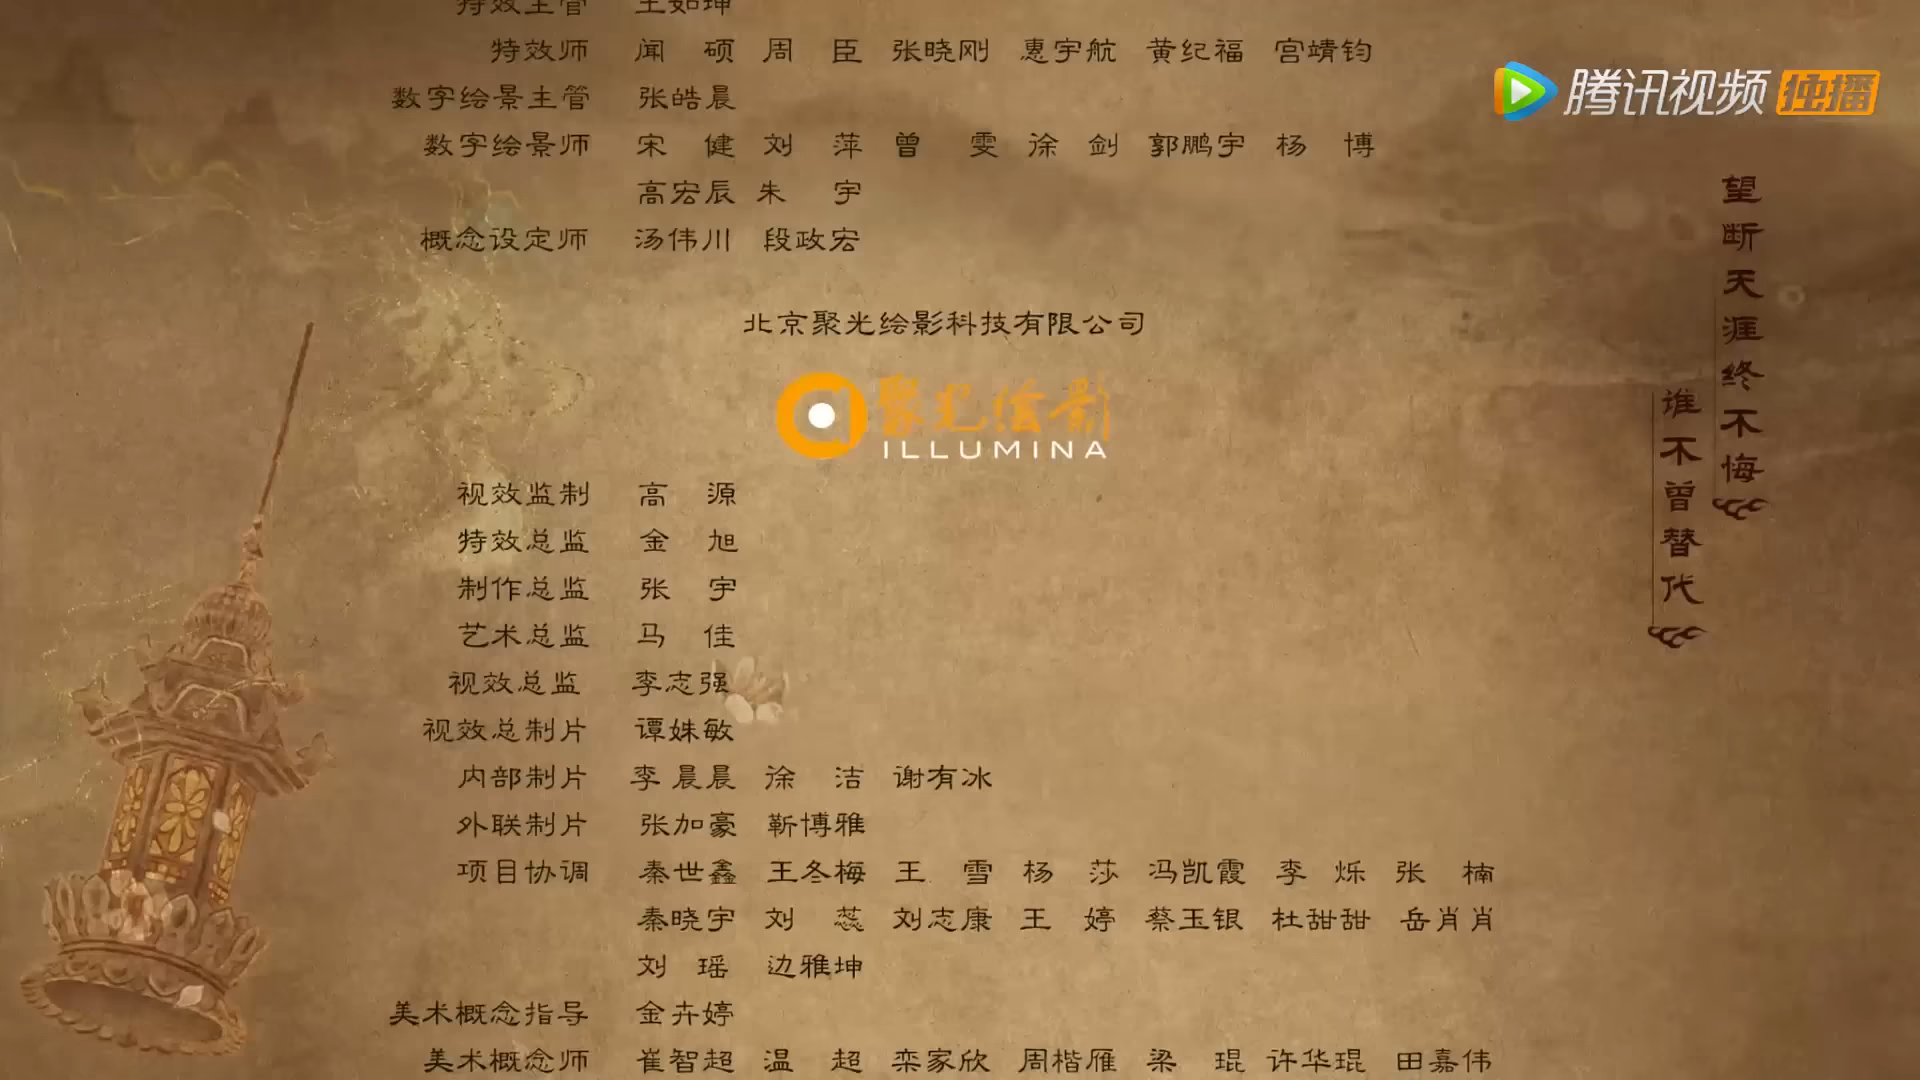 特效主管 王如坤
特效师 闻 硕 周 臣 张晓刚 惠宇航 黄纪福 宫靖钧
数字绘景主管 张皓晨
数字绘景师 宋 健 刘 萍 曾 雯 徐 剑 郭鹏宇 杨 博
高宏辰 朱 宇
概念设定师 汤伟川 段政宏
北京聚光绘影科技有限公司
聚光绘影
ILLUMINA
视效监制 高 源
特效总监 金 旭
制作总监 张 宇
艺术总监 马 佳
视效总监 李志强
视效总制片 谭姝敏
内部制片 李晨晨 徐 洁 谢有冰
外联制片 张加豪 靳博雅
项目协调 秦世鑫 王冬梅 王 雪 杨 莎 冯凯霞 李 烁 张 楠
秦晓宇 刘 蕊 刘志康 王 婷 蔡玉银 杜甜甜 岳肖肖
刘 瑶 边雅坤
美术概念指导 金卉婷
美术概念师 崔智超 温 超 栾家欣 周楷雁 梁 琨 许华琨 田嘉伟
腾讯视频 独播
望断天涯终不悔
谁不曾替代